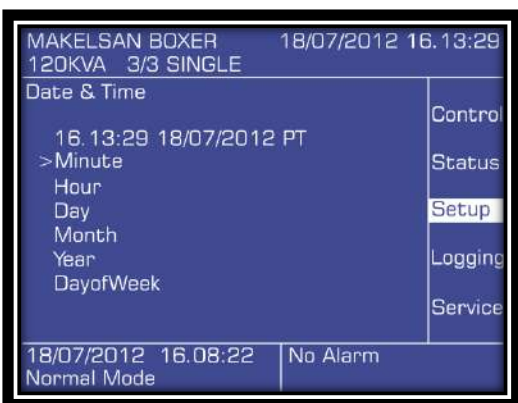 MAKELSAN BOXER 18/07/2012 16.13:29
120KVA 3/3 SINGLE
Date & Time
16.13:29 18/07/2012 PT
>Minute
Hour
Day
Month
Year
DayofWeek
Control
Status
Setup
Logging
Service
18/07/2012 16.08:22
Normal Mode
No Alarm